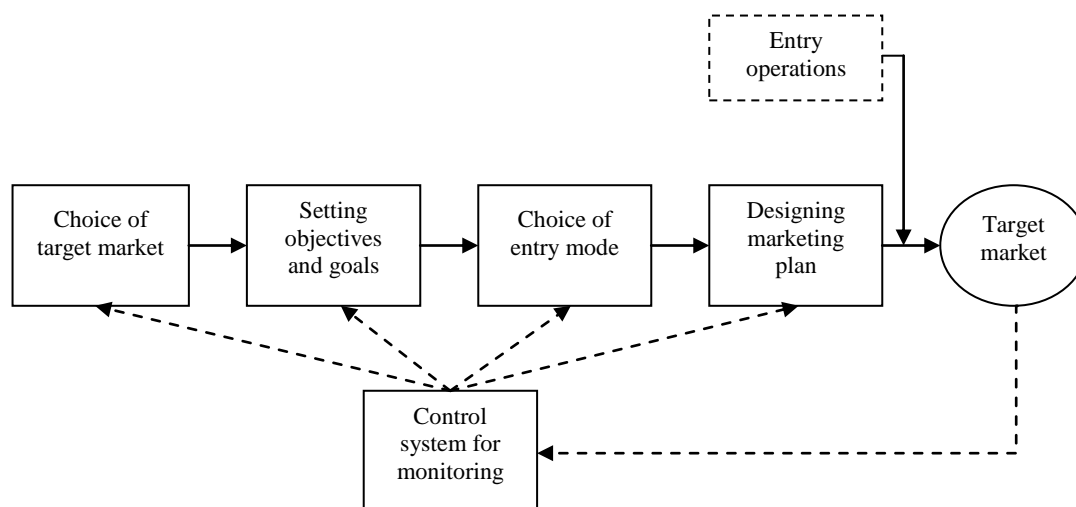 Entry
operations
Choice of
target market
Setting
objectives
and goals
Choice of
entry mode
Designing
marketing
plan
Target
market
Control
system for
monitoring